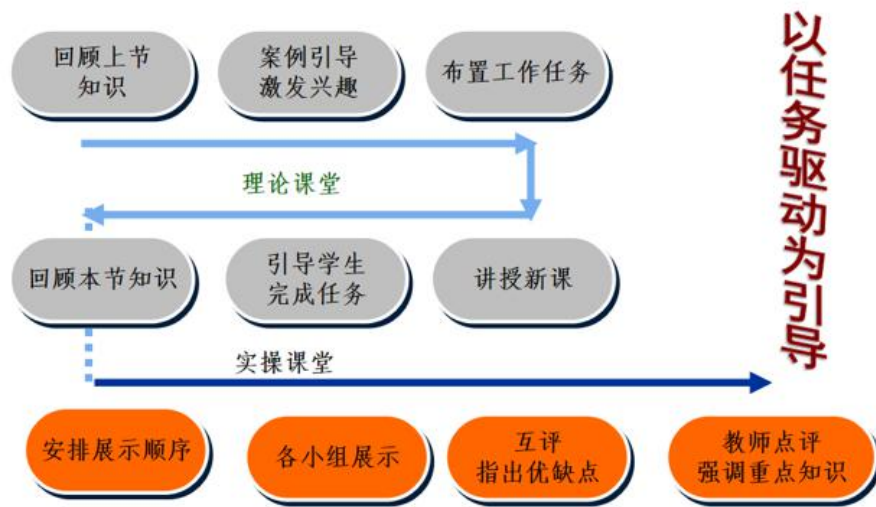 回顾上节
知识
案例引导
激发兴趣
布置工作任务
理论课堂
回顾本节知识
引导学生
完成任务
讲授新课
实操课堂
安排展示顺序
各小组展示
互评
指出优缺点
教师点评
强调重点知识
以任务驱动为引导